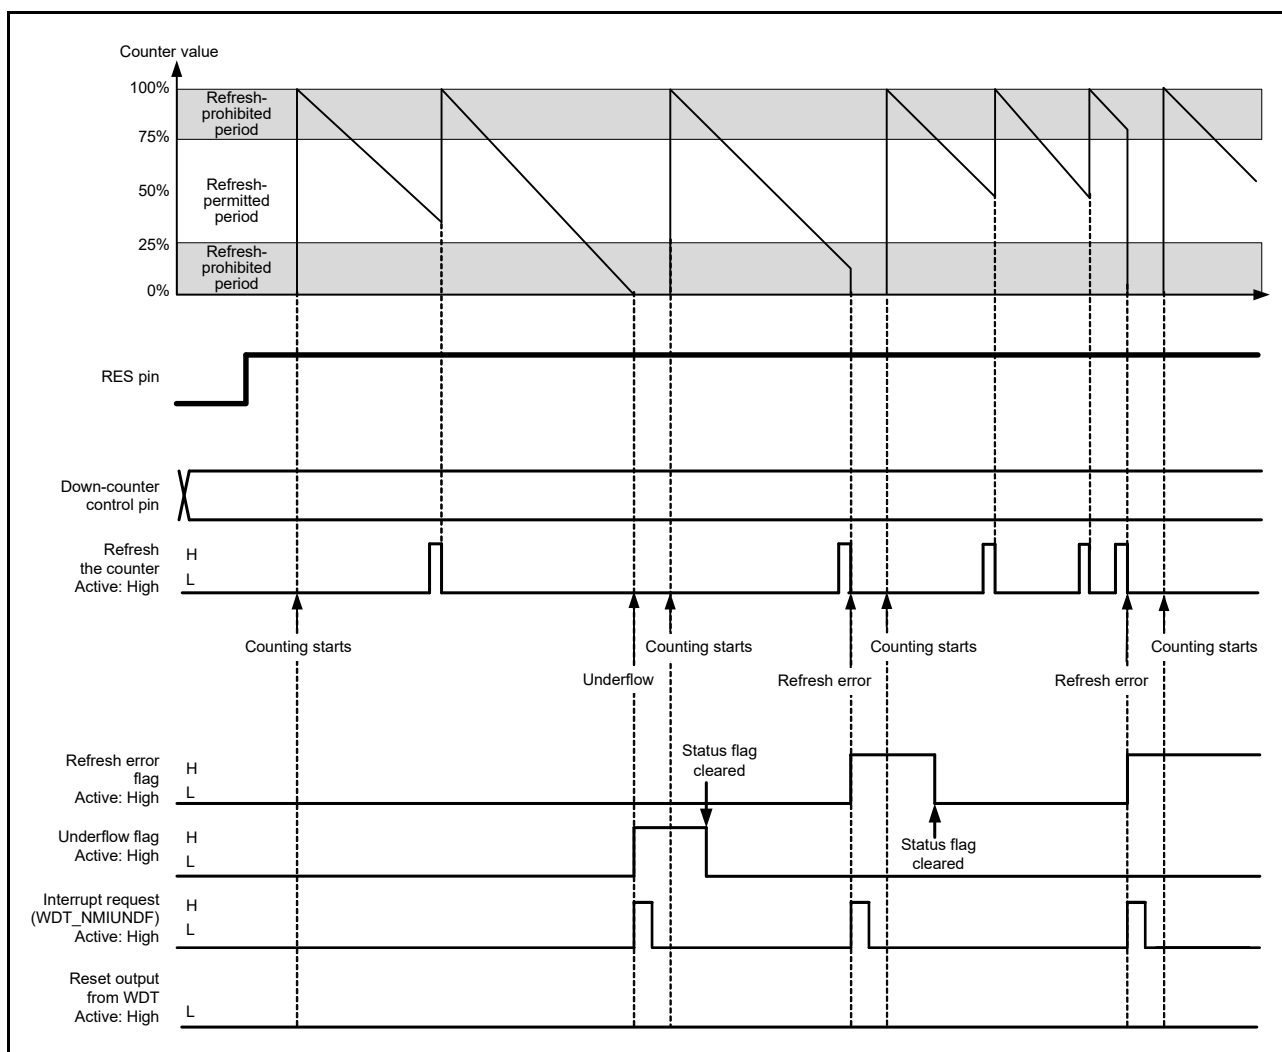 Counter value
100%
Refresh-
prohibited
period
75%
50%
Refresh-
permitted
period
25%
Refresh-
prohibited
period
0%
RES pin
Down-counter
control pin
Refresh
the counter
Active: High
H
L
Counting starts
Counting starts
Counting starts
Counting starts
Underflow
Refresh error
Refresh error
Refresh error
flag
Active: High
H
L
Status flag
cleared
Underflow flag
Active: High
H
L
Status flag
cleared
Interrupt request
(WDT_NMIUNDF)
Active: High
H
L
Reset output
from WDT
Active: High
L